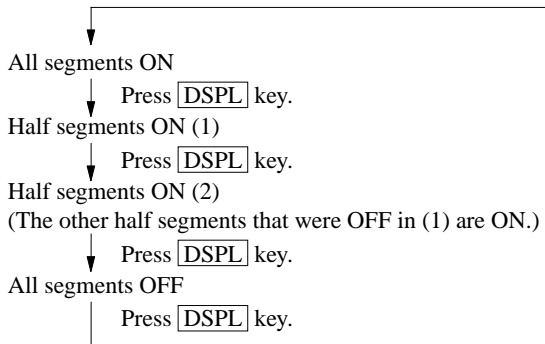 All segments ON
Press DSPL key.
Half segments ON (1)
Press DSPL key.
Half segments ON (2)
(The other half segments that were OFF in (1) are ON.)
Press DSPL key.
All segments OFF
Press DSPL key.